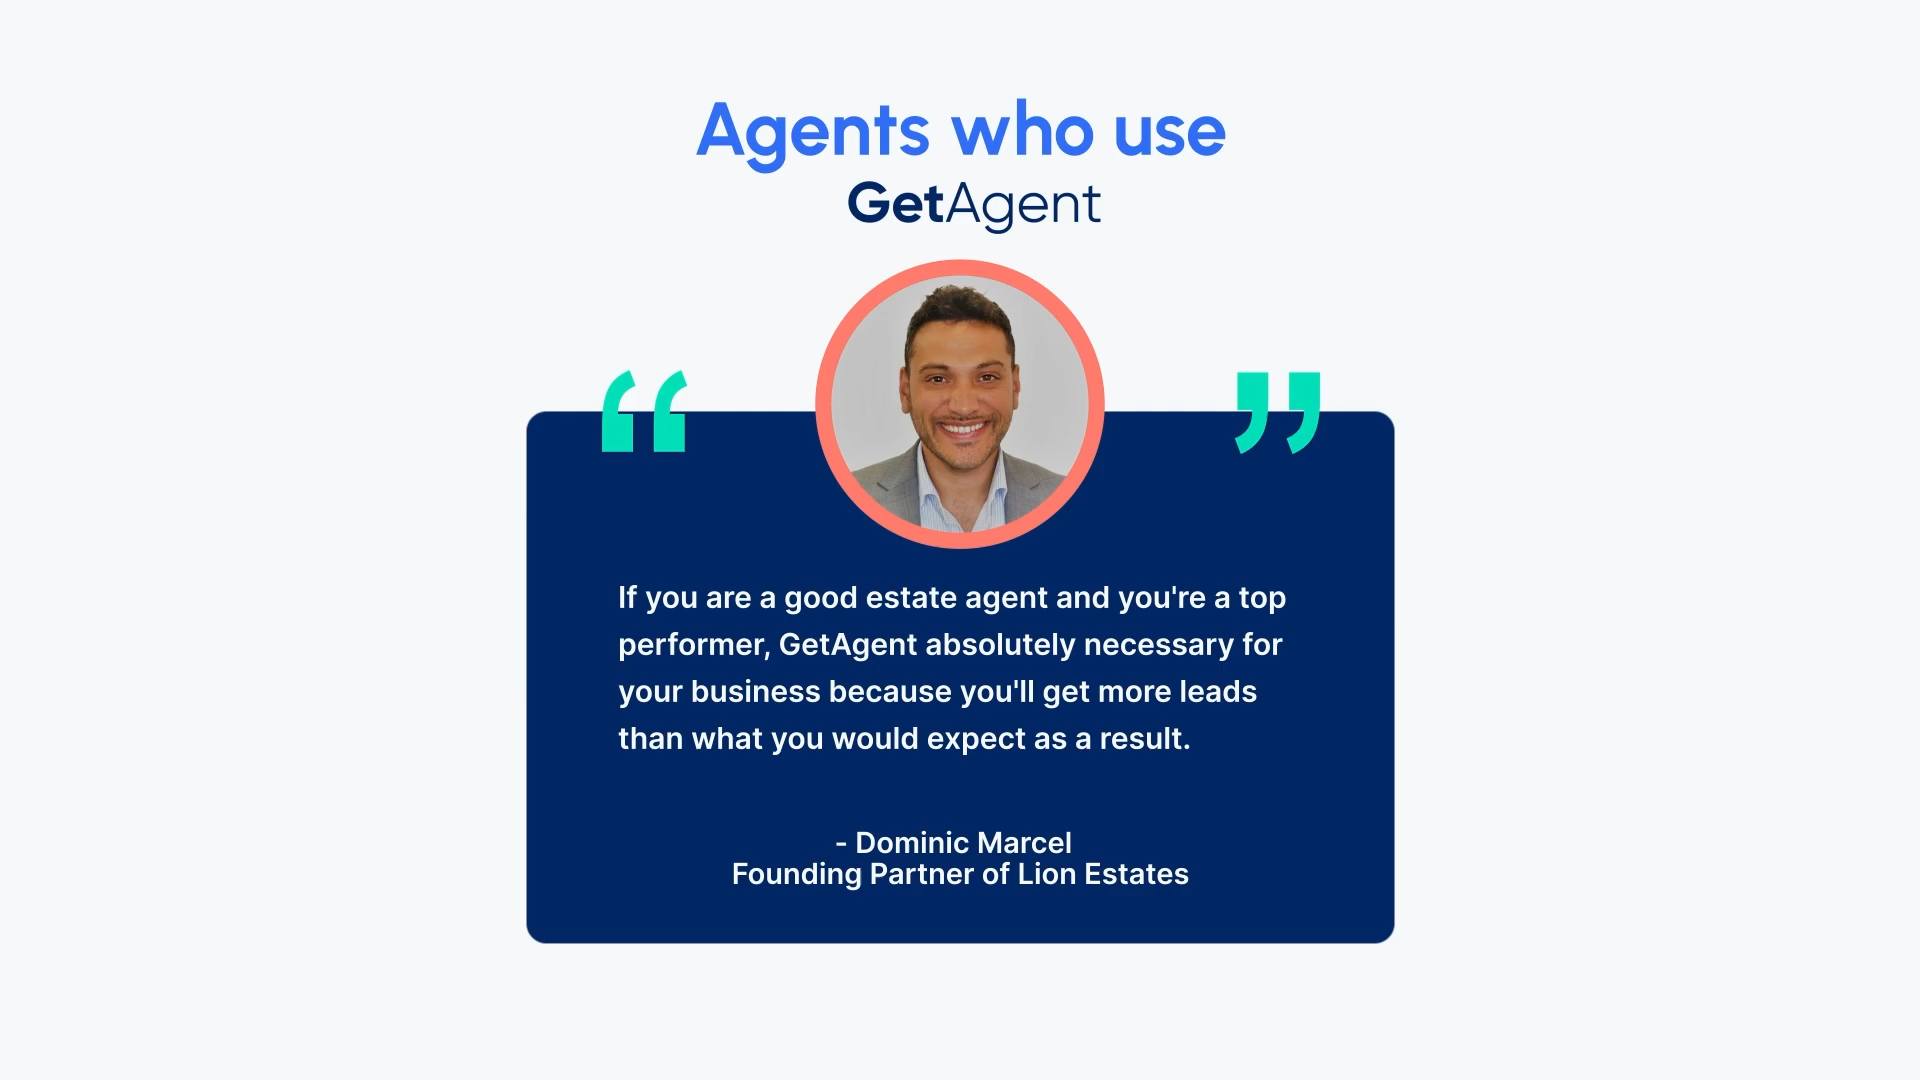 Agents who use
GetAgent
“ ”
If you are a good estate agent and you're a top
performer, GetAgent absolutely necessary for
your business because you'll get more leads
than what you would expect as a result.
- Dominic Marcel
Founding Partner of Lion Estates